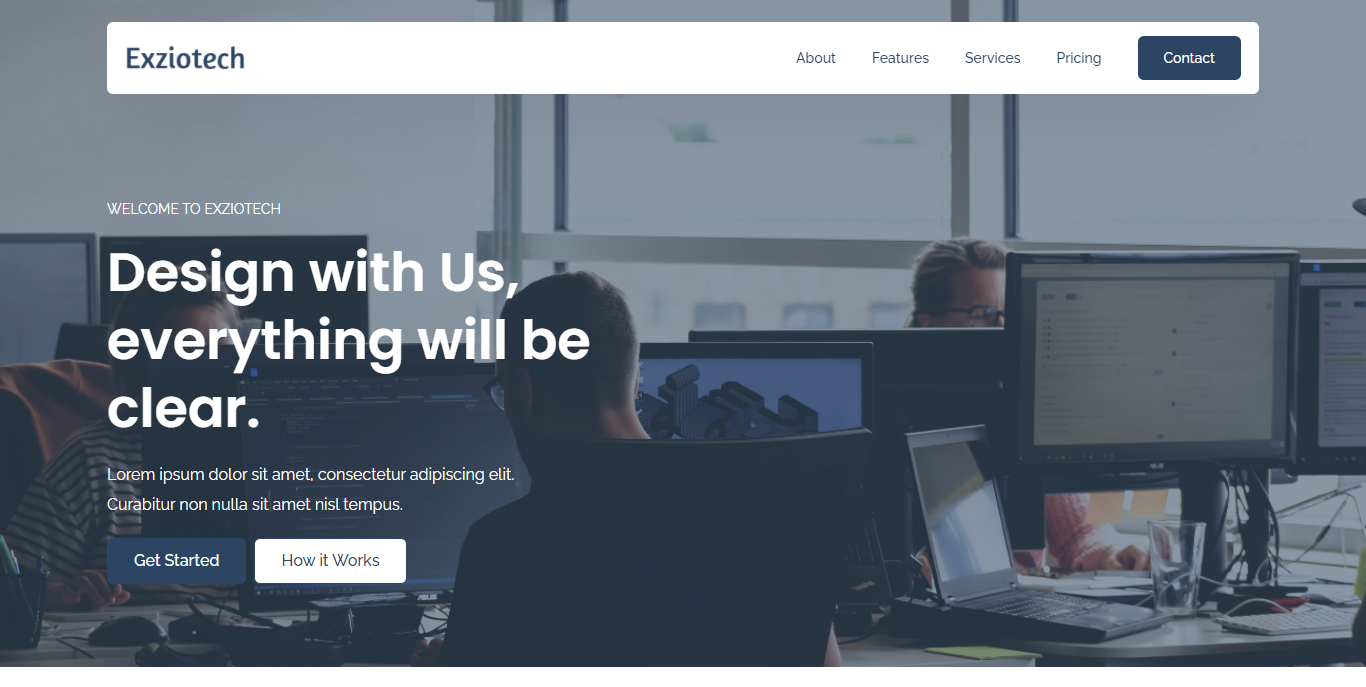 Exziotech
About
Features
Services
Pricing
Contact
WELCOME TO EXZIOTECH
Design with Us,
everything will be
clear.
Lorem ipsum dolor sit amet, consectetur adipiscing elit.
Curabitur non nulla sit amet nisl tempus.
Get Started
How it Works